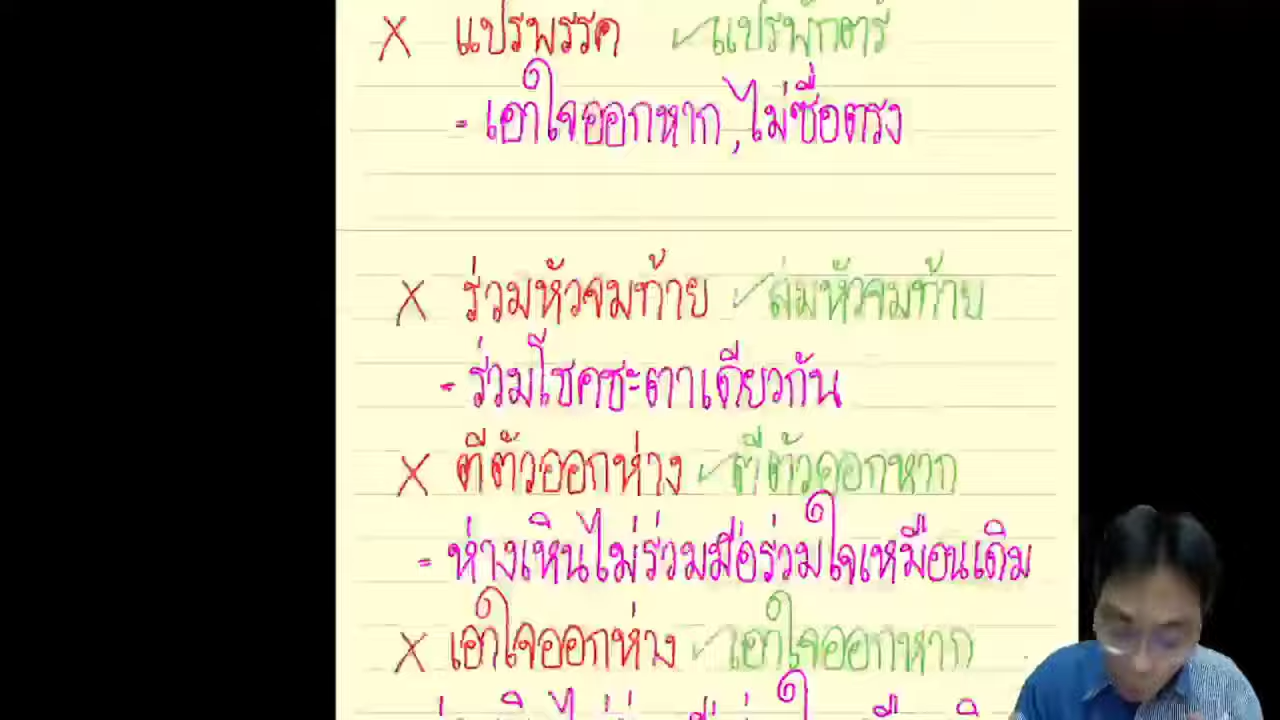 × แปรพรรค ✓ แปรพักตร์
- เอาใจออกหาก, ไม่ซื่อตรง
× ร่วมหัวจมท้าย ✓ ล่มหัวจมท้าย
- ร่วมโชคชะตาเดียวกัน
× ตีตัวออกห่าง ✓ ตีตัวออกหาก
- ห่างเหินไม่ร่วมมือร่วมใจเหมือนเดิม
× เอาใจออกห่าง ✓ เอาใจออกหาก